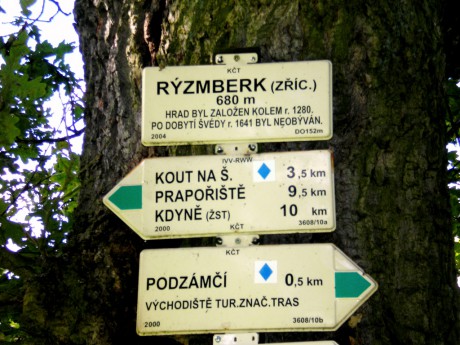 KČT
RÝZMBERK (ZŘÍC.)
680 m
HRAD BYL ZALOŽEN KOLEM r. 1280.
PO DOBYTÍ ŠVÉDY r. 1641 BYL NEOBÝVÁN.
2004 DO152m
IVV-RWW
KOUT NA Š. 3,5 km
PRAPOŘIŠTĚ 9,5 km
KDYNĚ (ŽST) 10 km
2000 KČT 3608/10a
KČT
PODZÁMČÍ 0,5 km
VÝCHODIŠTĚ TUR.ZNAČ.TRAS
2000 3608/10b